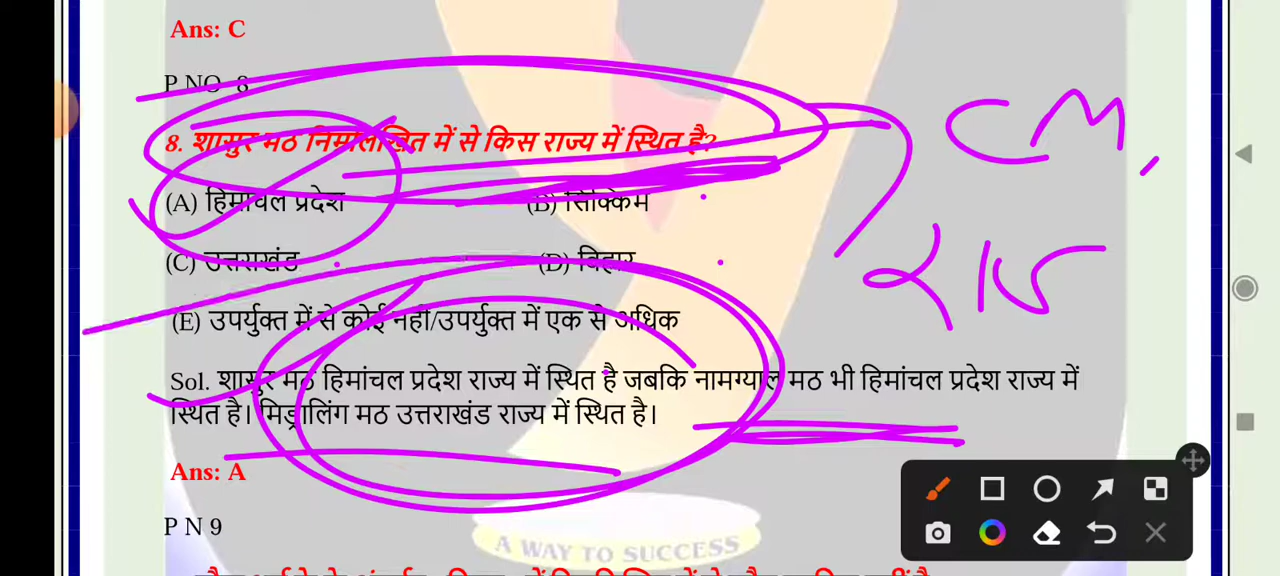 Ans: C
P NO 8
8. शासुर मठ निम्नलिखित में से किस राज्य में स्थित है?
(A) हिमांचल प्रदेश (B) सिक्किम
(C) उत्तराखंड (D) बिहार
(E) उपर्युक्त में से कोई नहीं/उपर्युक्त में एक से अधिक
Sol. शासुर मठ हिमांचल प्रदेश राज्य में स्थित है जबकि नामग्याल मठ भी हिमांचल प्रदेश राज्य में
स्थित है। मिड्रालिंग मठ उत्तराखंड राज्य में स्थित है।
Ans: A
P N 9
A WAY TO SUCCESS
CM,